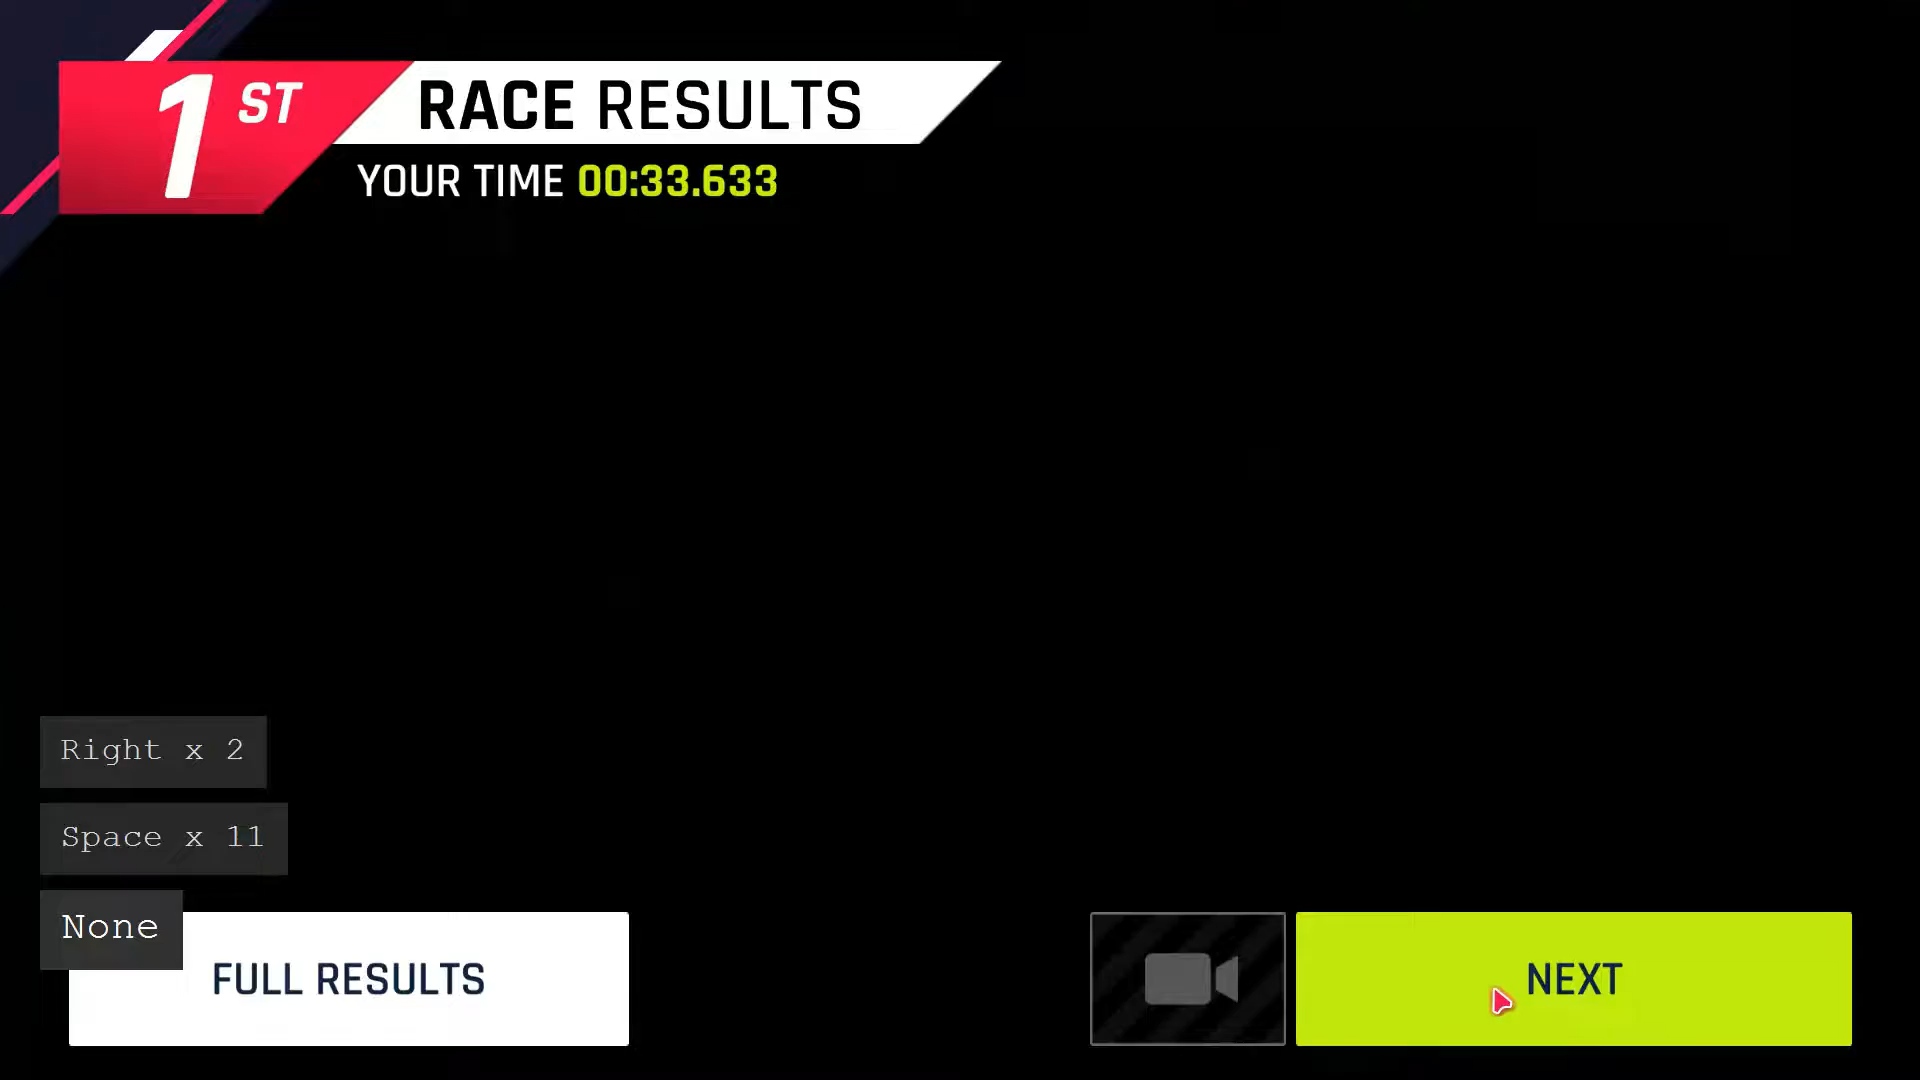 1 ST
RACE RESULTS
YOUR TIME 00:33.633
Right x 2
Space x 11
None
FULL RESULTS
NEXT